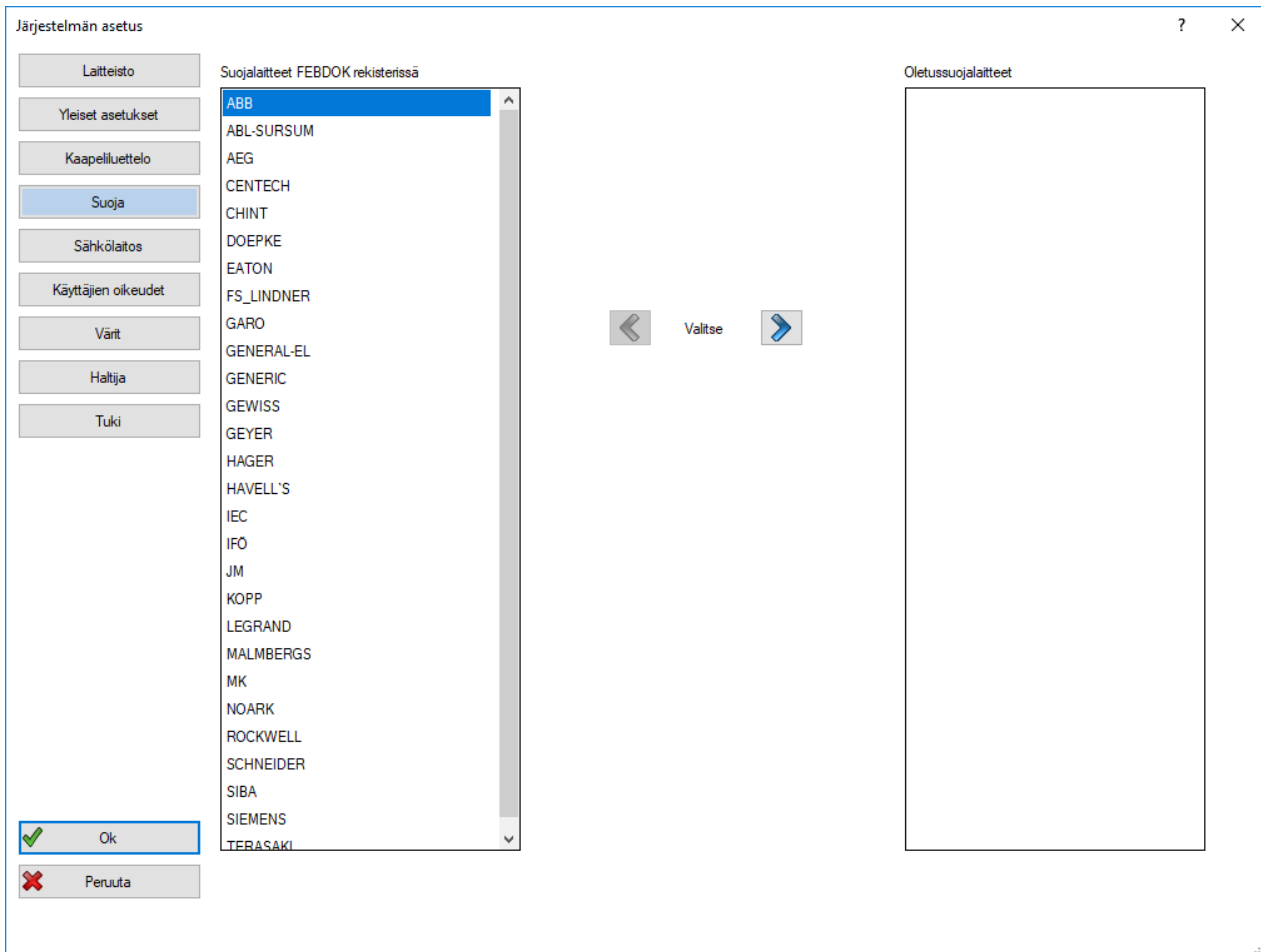 Järjestelmän asetus
?
Laitteisto
Yleiset asetukset
Kaapeliluettelo
Suoja
Sähkölaitos
Käyttäjien oikeudet
Värit
Haltija
Tuki
Ok
Peruuta
Suojalaitteet FEBDOK rekisterissä
ABB
ABL-SURSUM
AEG
CENTECH
CHINT
DOEPKE
EATON
FS_LINDNER
GARO
GENERAL-EL
GENERIC
GEWISS
GEYER
HAGER
HAVELL`S
IEC
IFÖ
JM
KOPP
LEGRAND
MALMBERGS
MK
NOARK
ROCKWELL
SCHNEIDER
SIBA
SIEMENS
TERASAKI
Valitse
Oletussuojalaitteet